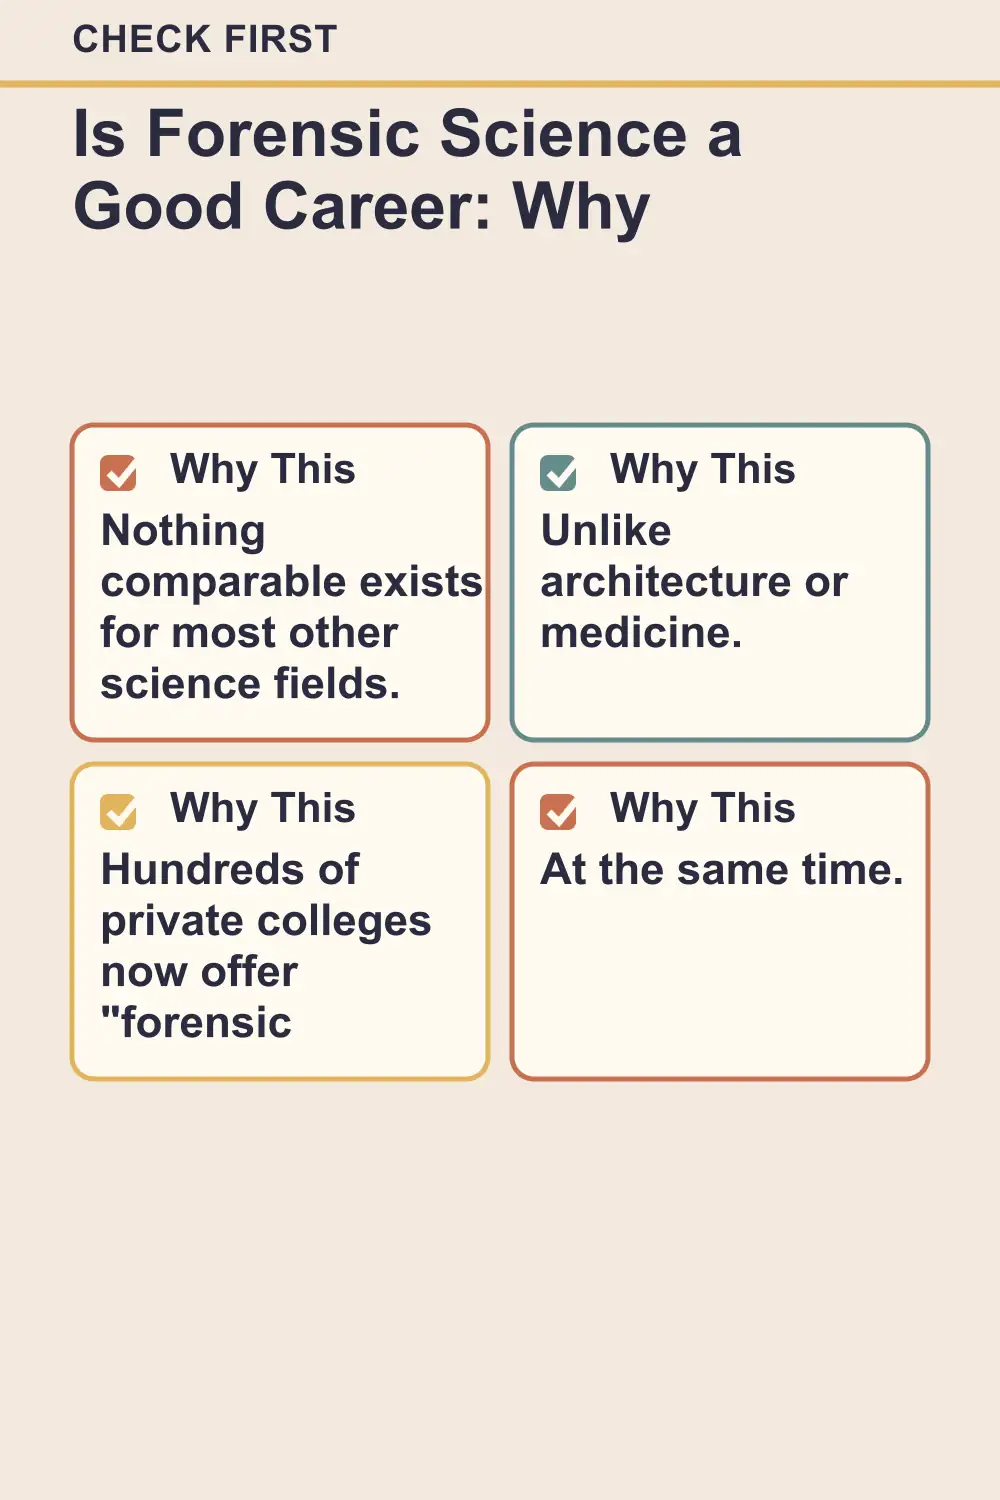 CHECK FIRST
Is Forensic Science a
Good Career: Why
Why This
Nothing
comparable exists
for most other
science fields.
Why This
Unlike
architecture or
medicine.
Why This
Hundreds of
private colleges
now offer
"forensic
Why This
At the same time.